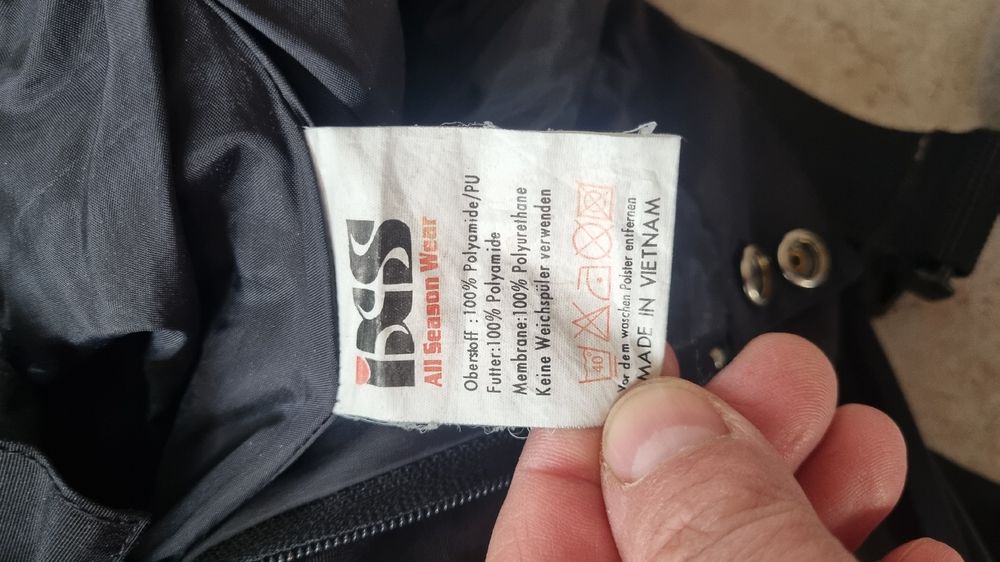 iXS
All Season Wear
Oberstoff :100% Polyamide/PU
Futter:100% Polyamide
Membrane:100% Polyurethane
Keine Weichspüler verwenden
40°
Vor dem waschen Polster entfernen
MADE IN VIETNAM